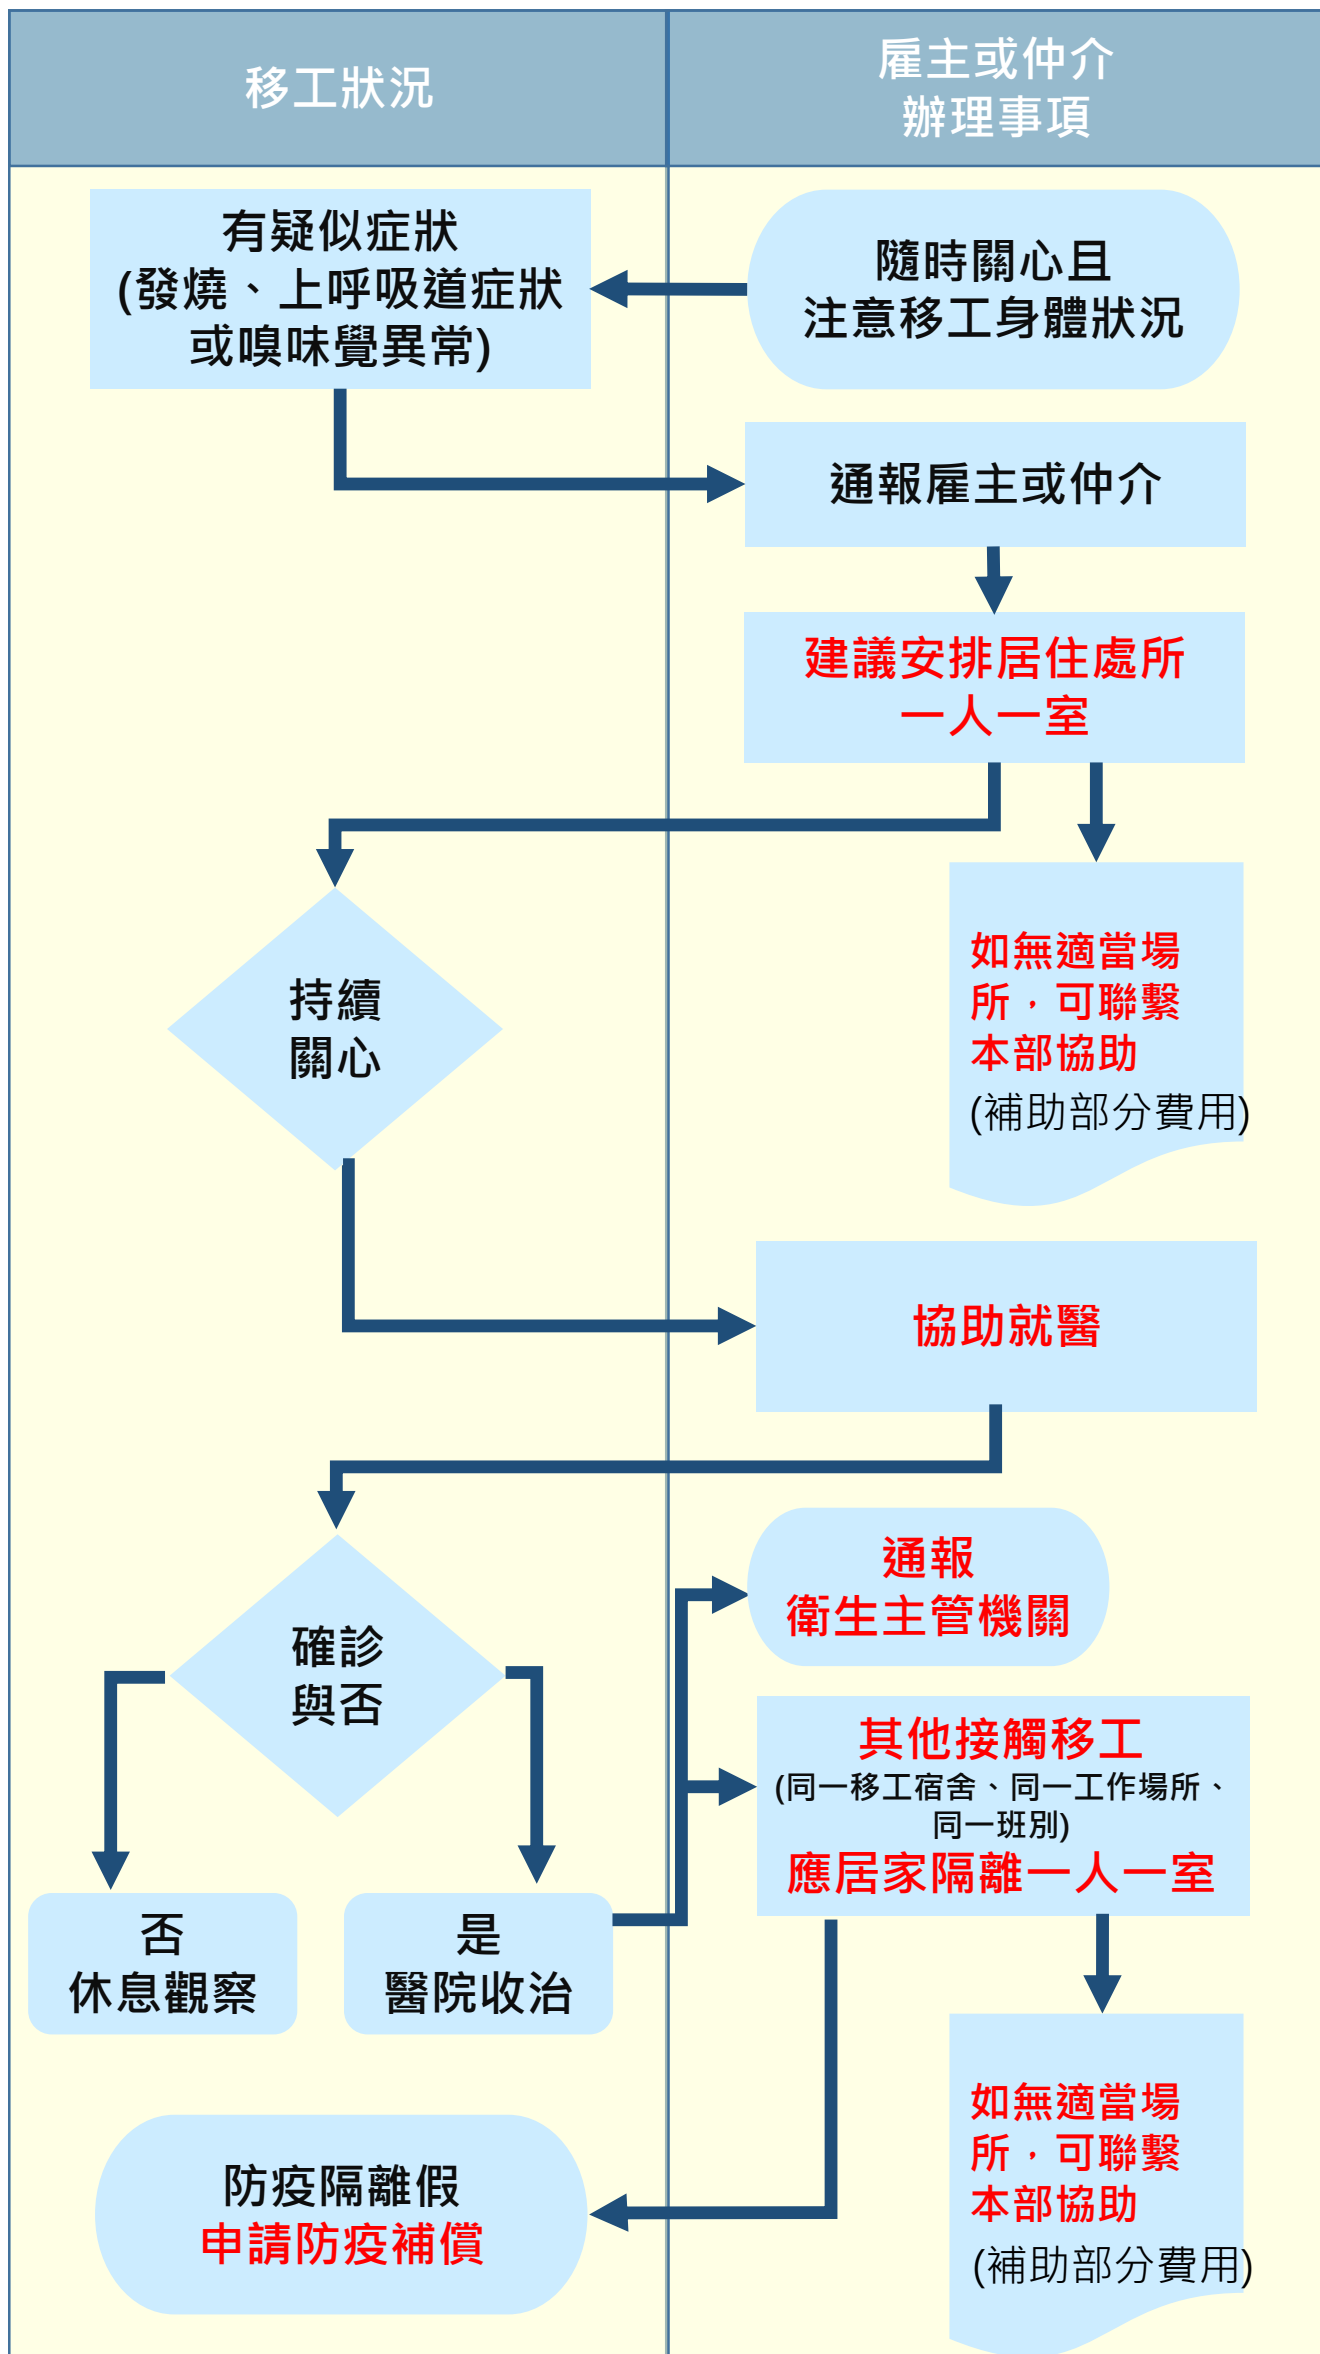 移工狀況
雇主或仲介
辦理事項
有疑似症狀
(發燒、上呼吸道症狀
或嗅味覺異常)
隨時關心且
注意移工身體狀況
通報雇主或仲介
建議安排居住處所
一人一室
持續
關心
如無適當場
所，可聯繫
本部協助
(補助部分費用)
協助就醫
確診
與否
通報
衛生主管機關
其他接觸移工
(同一移工宿舍、同一工作場所、
同一班別)
應居家隔離一人一室
否
休息觀察
是
醫院收治
防疫隔離假
申請防疫補償
如無適當場
所，可聯繫
本部協助
(補助部分費用)